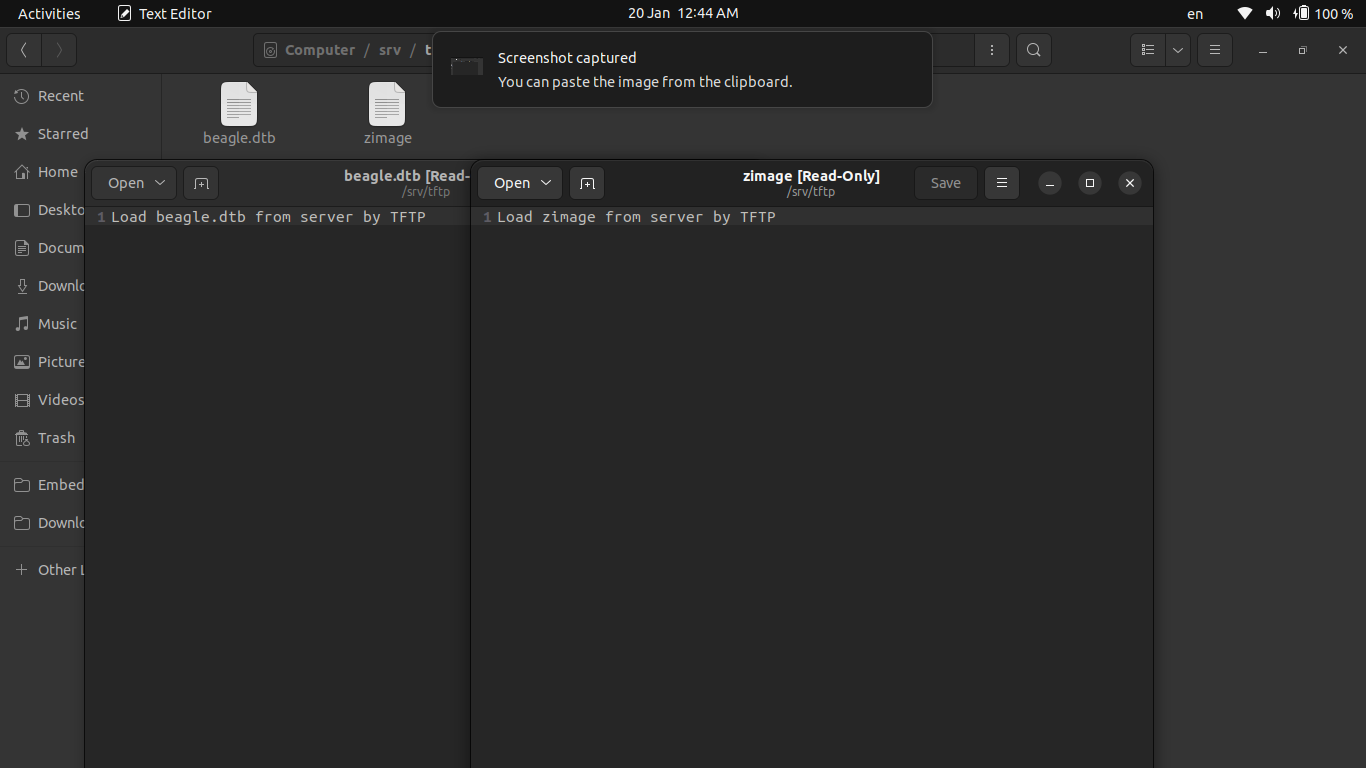 Activities Text Editor 20 Jan 12:44 AM en 100 %
Computer / srv / t
Screenshot captured
You can paste the image from the clipboard.
Recent
Starred
Home
Deskto
Docum
Downlo
Music
Picture
Videos
Trash
Embed
Downlo
Other L
beagle.dtb zimage
Open beagle.dtb [Read-
/srv/tftp
1 Load beagle.dtb from server by TFTP
Open zimage [Read-Only] Save
/srv/tftp
1 Load zimage from server by TFTP